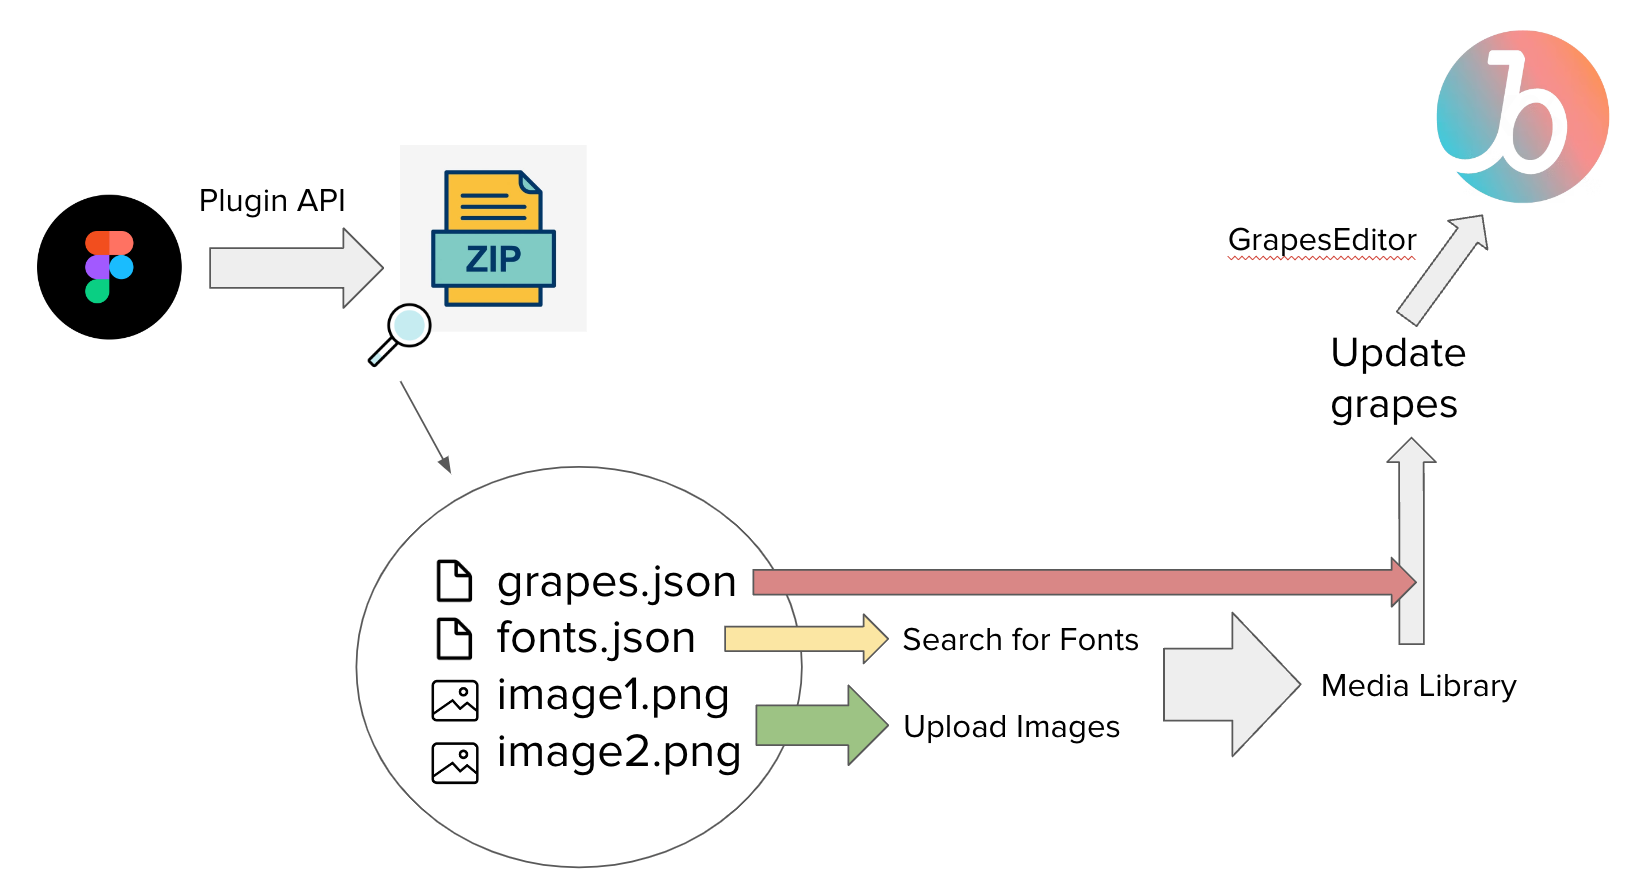 Plugin API
ZIP
GrapesEditor
Update
grapes
grapes.json
fonts.json
Search for Fonts
image1.png
Media Library
Upload Images
image2.png
b